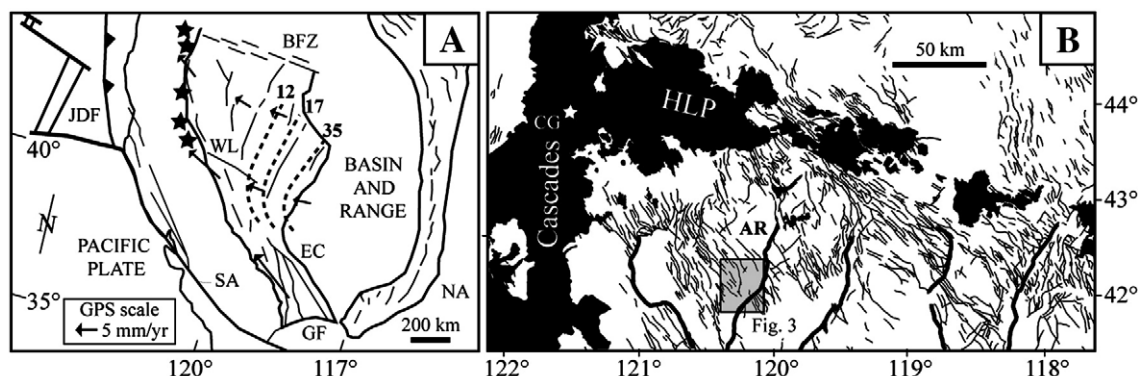 A
BFZ
12
17
35
JDF
40°
WL
BASIN
AND
RANGE
N
PACIFIC
PLATE
EC
SA
NA
35°
GPS scale
5 mm/yr
GF
200 km
120°
117°
B
50 km
HLP
CG
Cascades
AR
Fig. 3
44°
43°
42°
122°
121°
120°
119°
118°